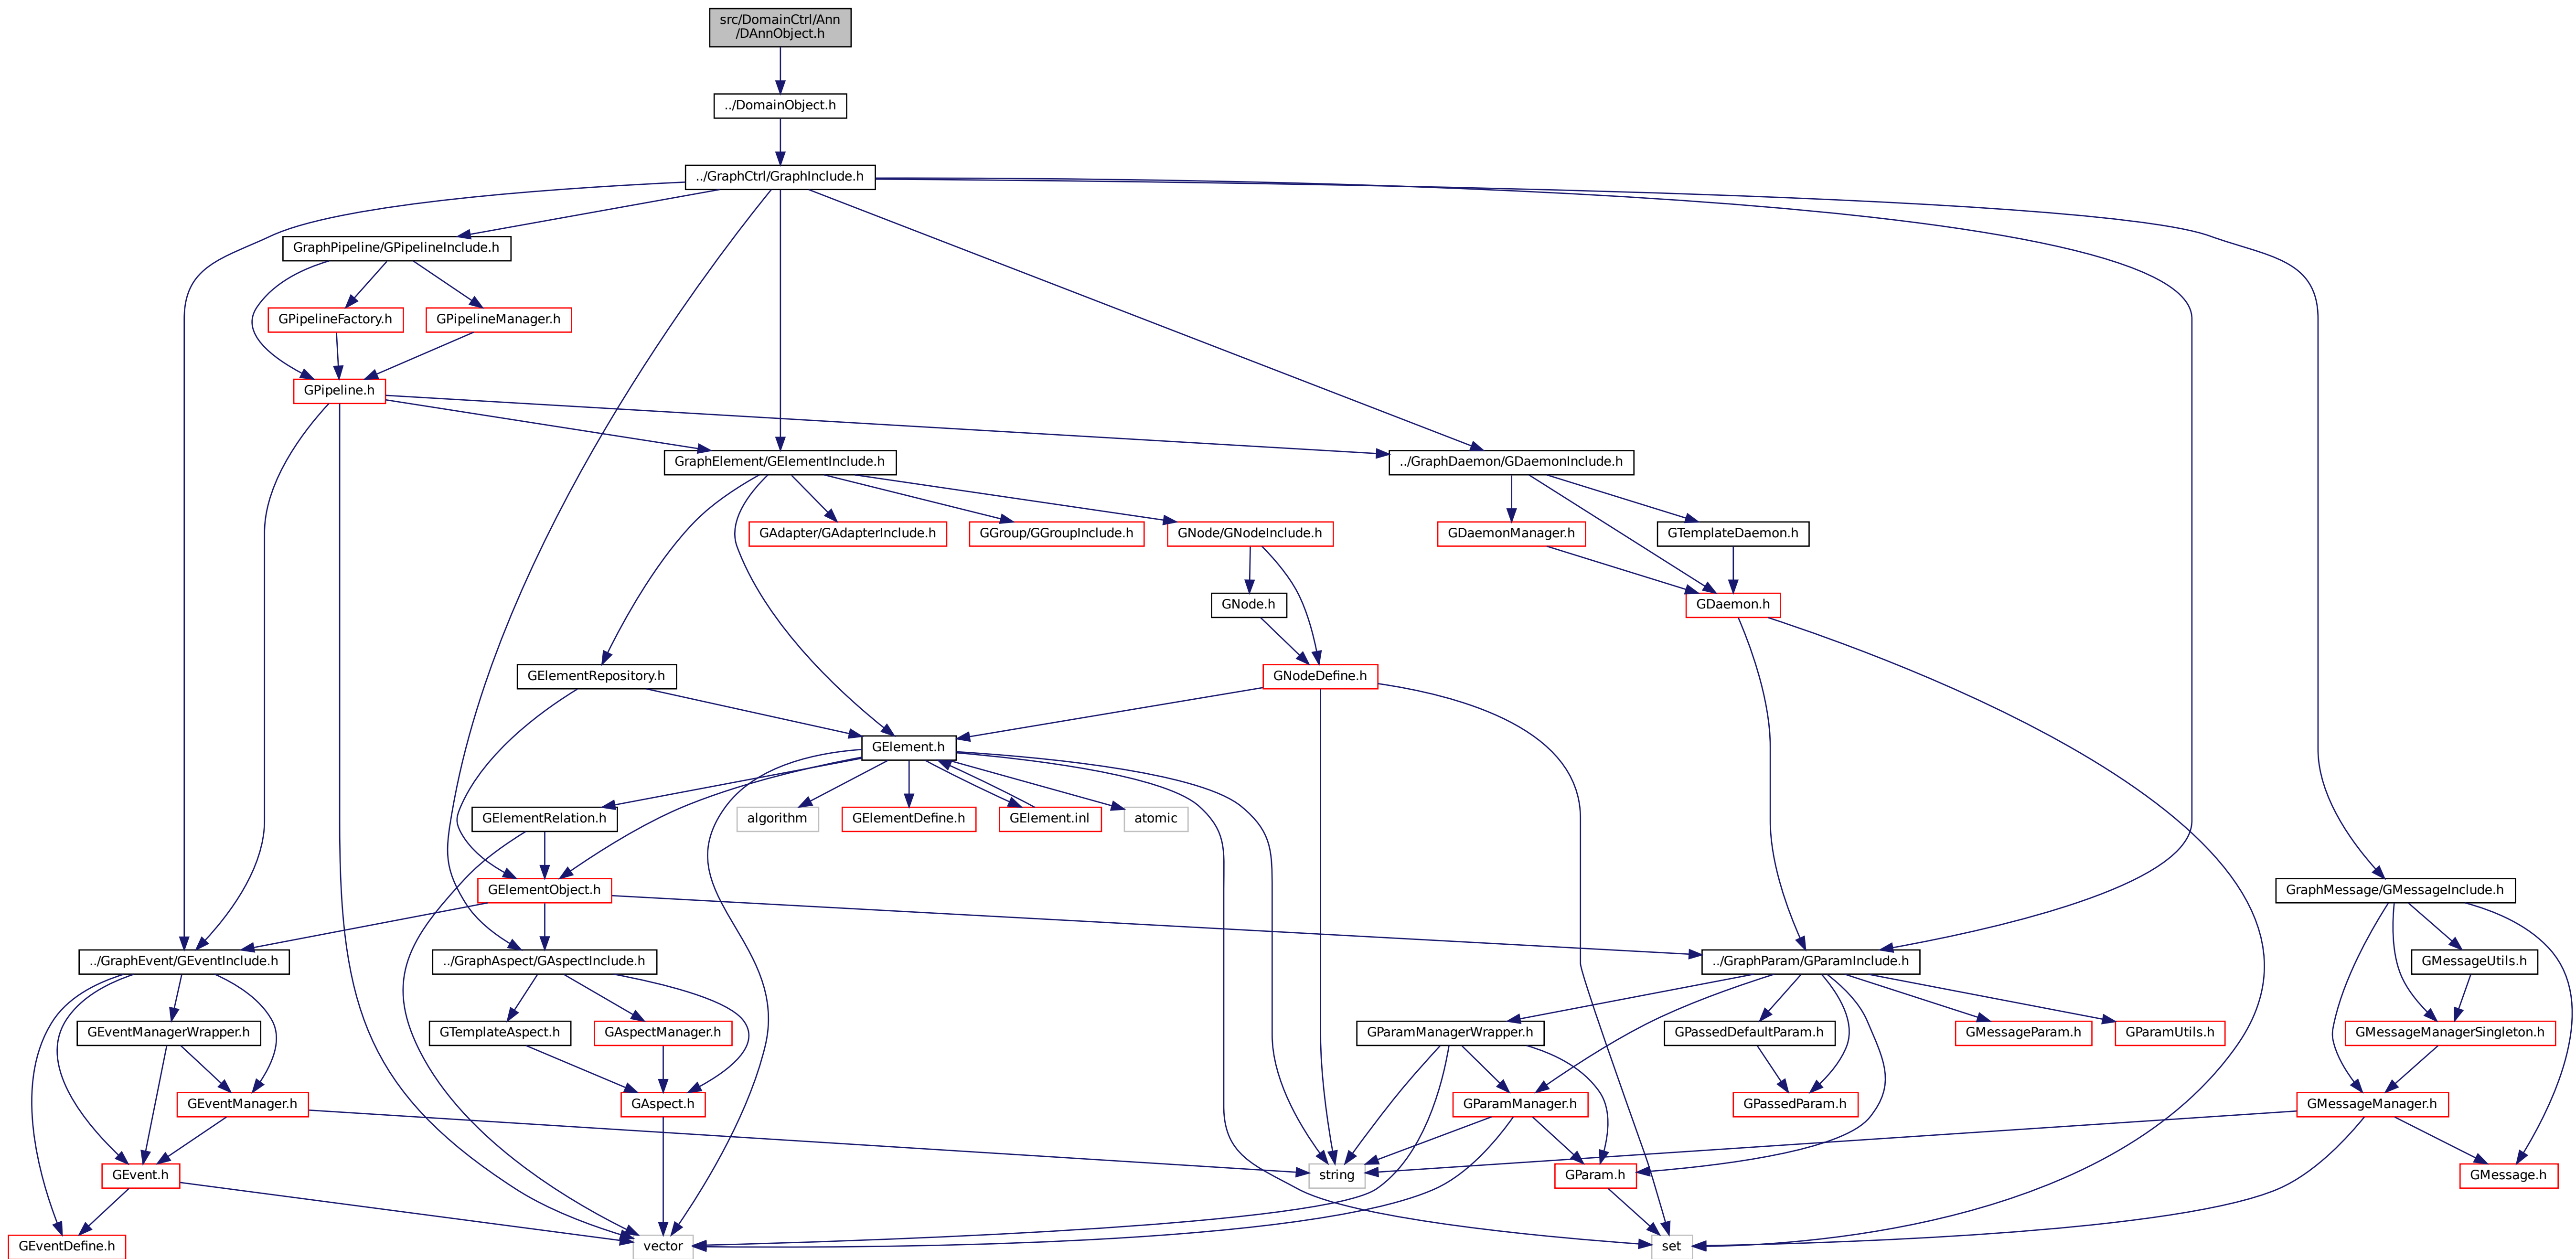 src/DomainCtrl/Ann
/DAnnObject.h
../DomainObject.h
../GraphCtrl/GraphInclude.h
GraphPipeline/GPipelineInclude.h
GPipelineFactory.h
GPipelineManager.h
GPipeline.h
GraphElement/GElementInclude.h
../GraphDaemon/GDaemonInclude.h
GAdapter/GAdapterInclude.h
GGroup/GGroupInclude.h
GNode/GNodeInclude.h
GDaemonManager.h
GTemplateDaemon.h
GNode.h
GDaemon.h
GElementRepository.h
GNodeDefine.h
GElement.h
GElementRelation.h
algorithm
GElementDefine.h
GElement.inl
atomic
GElementObject.h
GraphMessage/GMessageInclude.h
../GraphEvent/GEventInclude.h
../GraphAspect/GAspectInclude.h
../GraphParam/GParamInclude.h
GMessageUtils.h
GEventManagerWrapper.h
GTemplateAspect.h
GAspectManager.h
GParamManagerWrapper.h
GPassedDefaultParam.h
GMessageParam.h
GParamUtils.h
GMessageManagerSingleton.h
GEventManager.h
GAspect.h
GParamManager.h
GPassedParam.h
GMessageManager.h
GEvent.h
string
GParam.h
GMessage.h
GEventDefine.h
vector
set